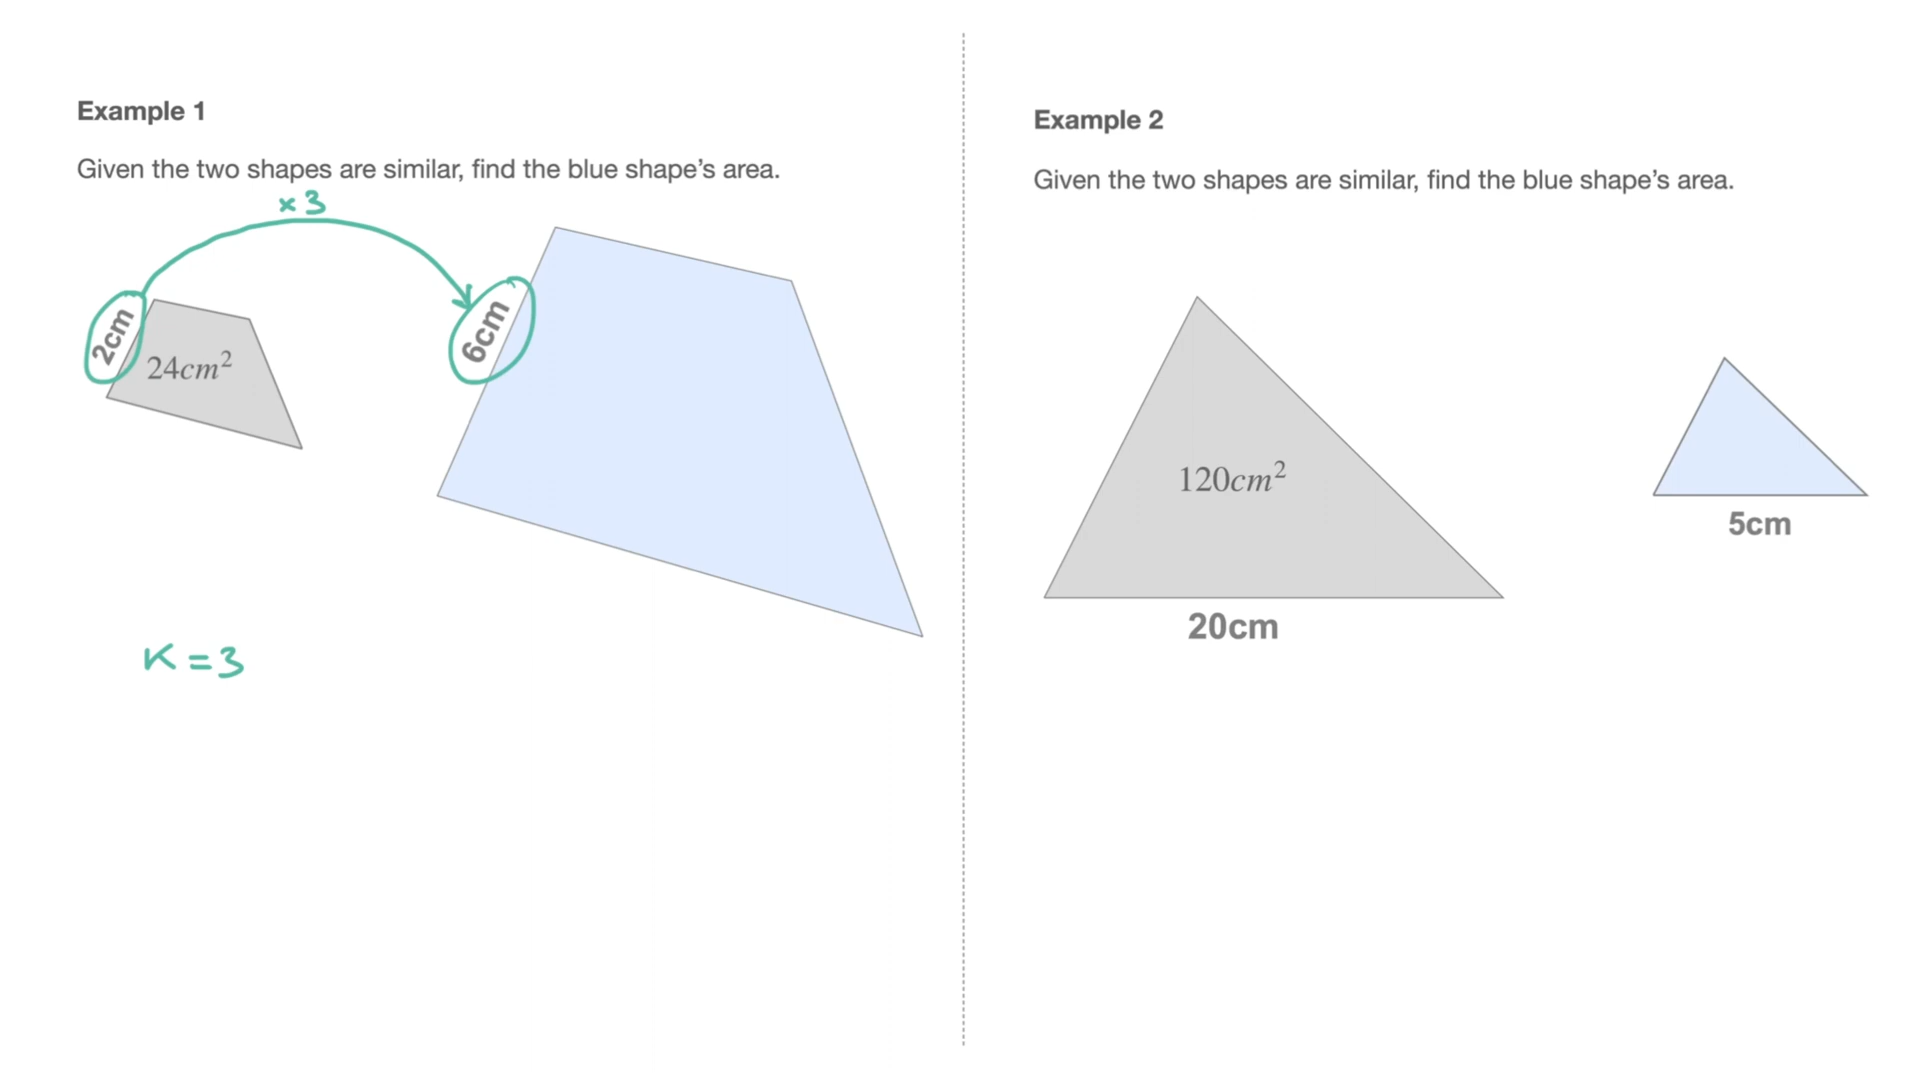 Example 1
Given the two shapes are similar, find the blue shape’s area.
× 3
2cm
24cm²
6cm
K = 3
Example 2
Given the two shapes are similar, find the blue shape’s area.
120cm²
20cm
5cm